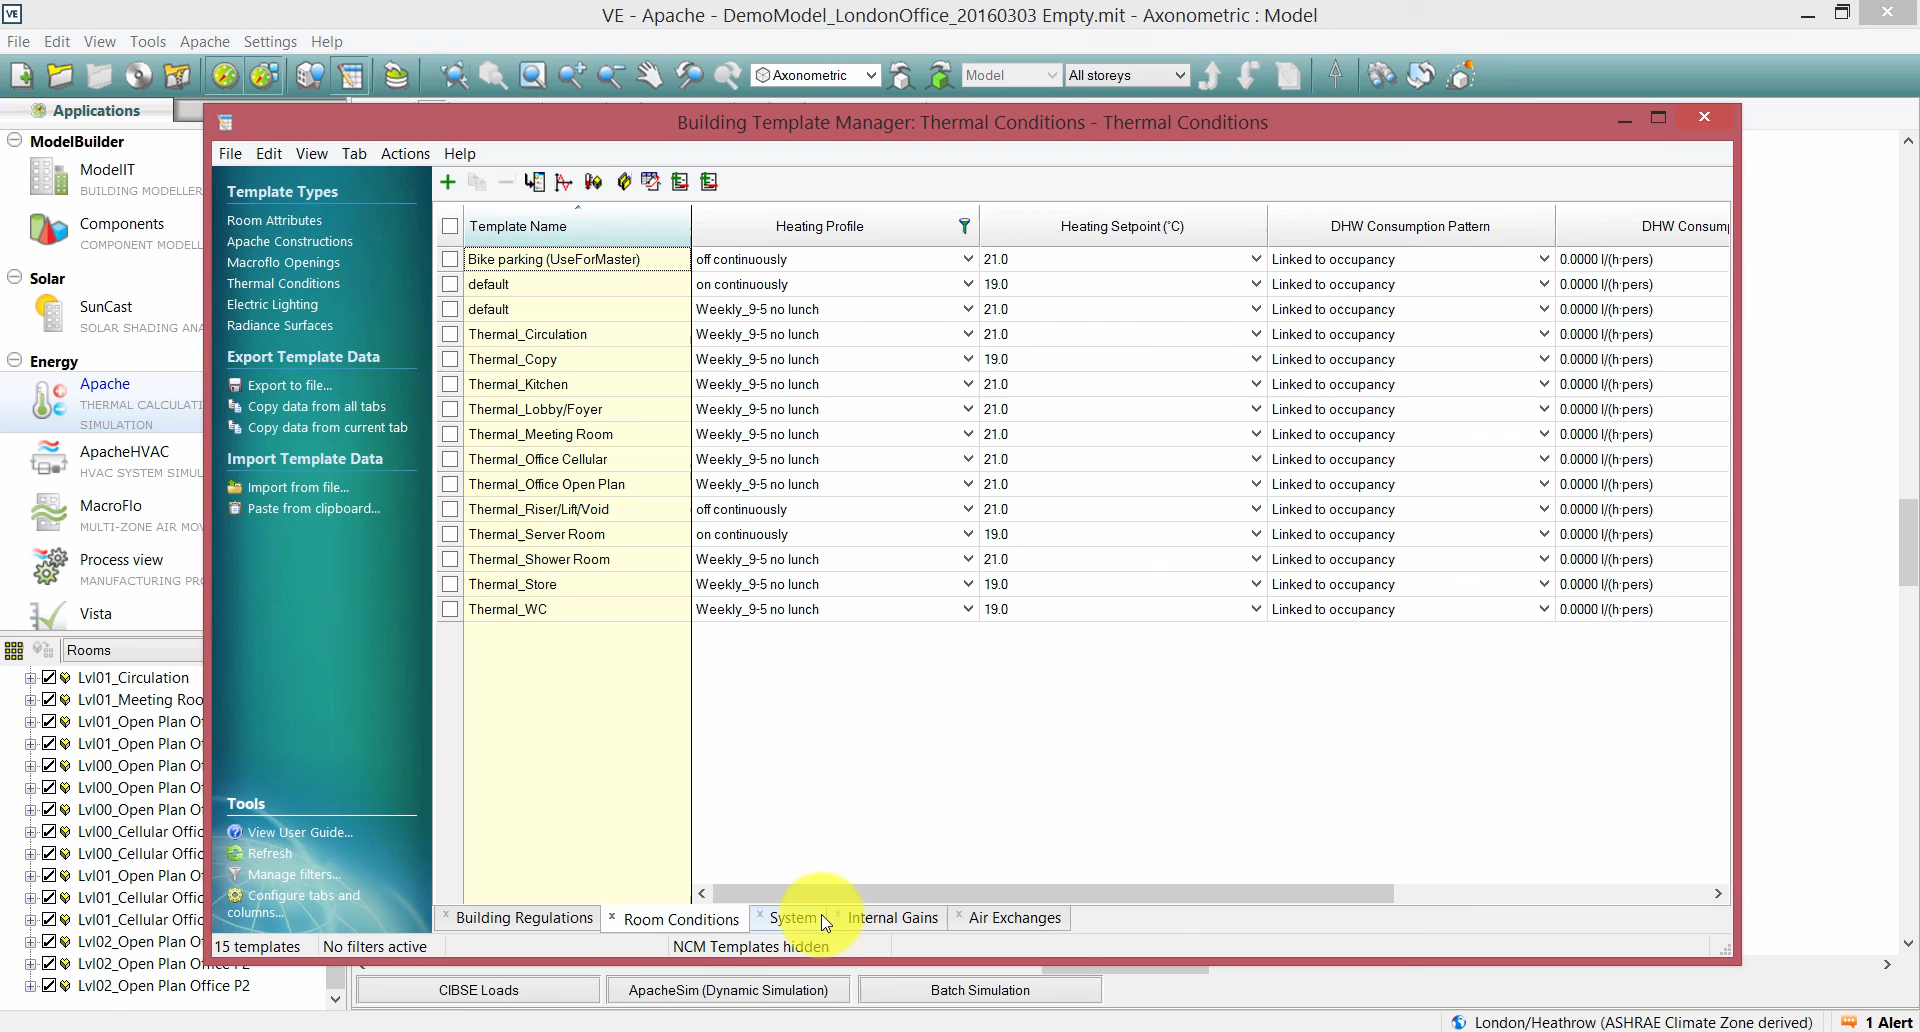 VE
VE - Apache - DemoModel_LondonOffice_20160303 Empty.mit - Axonometric : Model
File Edit View Tools Apache Settings Help
Axonometric Model All storeys
Applications
ModelBuilder
ModelIT
BUILDING MODELLER
Components
COMPONENT MODELL
Solar
SunCast
SOLAR SHADING ANA
Energy
Apache
THERMAL CALCULATI
SIMULATION
ApacheHVAC
HVAC SYSTEM SIMUL
MacroFlo
MULTI-ZONE AIR MOV
Process view
MANUFACTURING PRO
Vista
Rooms
Lvl01_Circulation
Lvl01_Meeting Roo
Lvl01_Open Plan Of
Lvl01_Open Plan Of
Lvl00_Open Plan Of
Lvl00_Open Plan Of
Lvl00_Open Plan Of
Lvl00_Cellular Offic
Lvl00_Cellular Offic
Lvl01_Open Plan Of
Lvl01_Cellular Offic
Lvl01_Cellular Offic
Lvl02_Open Plan Of
Lvl02_Open Plan Office P2
Lvl02_Open Plan Office P2
Building Template Manager: Thermal Conditions - Thermal Conditions
File Edit View Tab Actions Help
Template Types
Room Attributes
Apache Constructions
Macroflo Openings
Thermal Conditions
Electric Lighting
Radiance Surfaces
Export Template Data
Export to file...
Copy data from all tabs
Copy data from current tab
Import Template Data
Import from file...
Paste from clipboard...
Tools
View User Guide...
Refresh
Manage filters...
Configure tabs and
columns...
Template Name Heating Profile Heating Setpoint (°C) DHW Consumption Pattern DHW Consump
Bike parking (UseForMaster) off continuously 21.0 Linked to occupancy 0.0000 l/(h·pers)
default on continuously 19.0 Linked to occupancy 0.0000 l/(h·pers)
default Weekly_9-5 no lunch 21.0 Linked to occupancy 0.0000 l/(h·pers)
Thermal_Circulation Weekly_9-5 no lunch 21.0 Linked to occupancy 0.0000 l/(h·pers)
Thermal_Copy Weekly_9-5 no lunch 19.0 Linked to occupancy 0.0000 l/(h·pers)
Thermal_Kitchen Weekly_9-5 no lunch 21.0 Linked to occupancy 0.0000 l/(h·pers)
Thermal_Lobby/Foyer Weekly_9-5 no lunch 21.0 Linked to occupancy 0.0000 l/(h·pers)
Thermal_Meeting Room Weekly_9-5 no lunch 21.0 Linked to occupancy 0.0000 l/(h·pers)
Thermal_Office Cellular Weekly_9-5 no lunch 21.0 Linked to occupancy 0.0000 l/(h·pers)
Thermal_Office Open Plan Weekly_9-5 no lunch 21.0 Linked to occupancy 0.0000 l/(h·pers)
Thermal_Riser/Lift/Void off continuously 21.0 Linked to occupancy 0.0000 l/(h·pers)
Thermal_Server Room on continuously 19.0 Linked to occupancy 0.0000 l/(h·pers)
Thermal_Shower Room Weekly_9-5 no lunch 21.0 Linked to occupancy 0.0000 l/(h·pers)
Thermal_Store Weekly_9-5 no lunch 19.0 Linked to occupancy 0.0000 l/(h·pers)
Thermal_WC Weekly_9-5 no lunch 19.0 Linked to occupancy 0.0000 l/(h·pers)
Building Regulations Room Conditions System Internal Gains Air Exchanges
15 templates No filters active NCM Templates hidden
CIBSE Loads ApacheSim (Dynamic Simulation) Batch Simulation
London/Heathrow (ASHRAE Climate Zone derived) 1 Alert